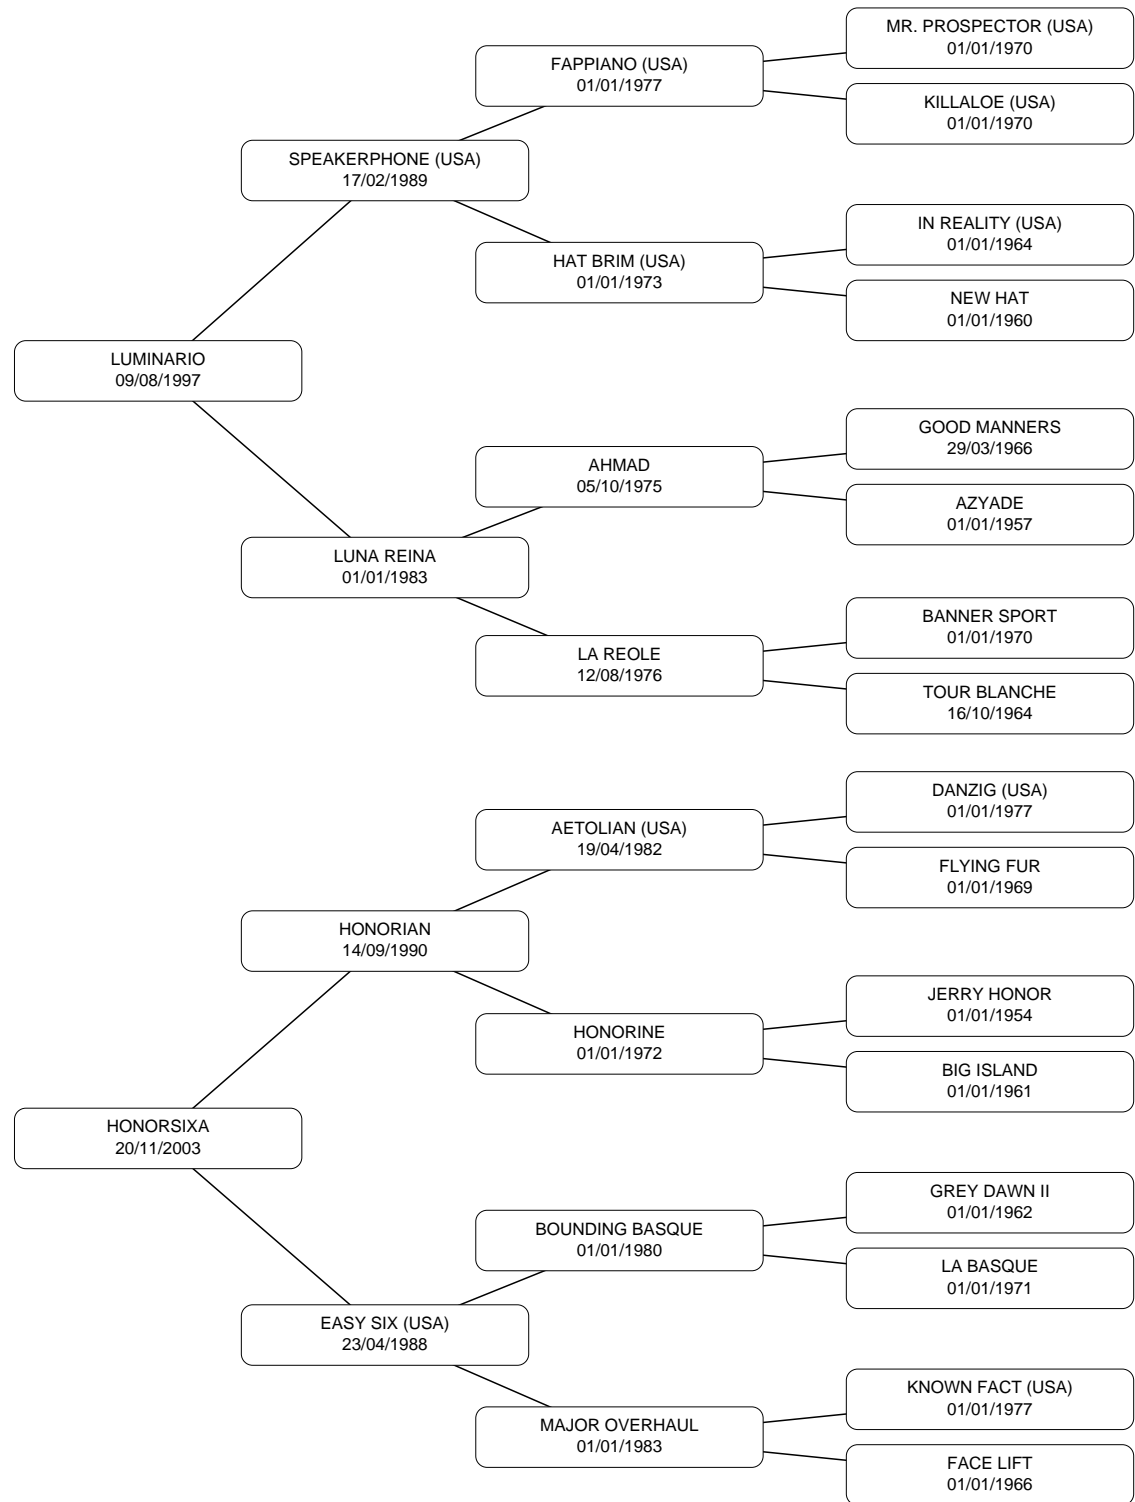 MR. PROSPECTOR (USA)
01/01/1970
FAPPIANO (USA)
01/01/1977
KILLALOE (USA)
01/01/1970
SPEAKERPHONE (USA)
17/02/1989
IN REALITY (USA)
01/01/1964
HAT BRIM (USA)
01/01/1973
NEW HAT
01/01/1960
LUMINARIO
09/08/1997
GOOD MANNERS
29/03/1966
AHMAD
05/10/1975
AZYADE
01/01/1957
LUNA REINA
01/01/1983
BANNER SPORT
01/01/1970
LA REOLE
12/08/1976
TOUR BLANCHE
16/10/1964
DANZIG (USA)
01/01/1977
AETOLIAN (USA)
19/04/1982
FLYING FUR
01/01/1969
HONORIAN
14/09/1990
JERRY HONOR
01/01/1954
HONORINE
01/01/1972
BIG ISLAND
01/01/1961
HONORSIXA
20/11/2003
GREY DAWN II
01/01/1962
BOUNDING BASQUE
01/01/1980
LA BASQUE
01/01/1971
EASY SIX (USA)
23/04/1988
KNOWN FACT (USA)
01/01/1977
MAJOR OVERHAUL
01/01/1983
FACE LIFT
01/01/1966